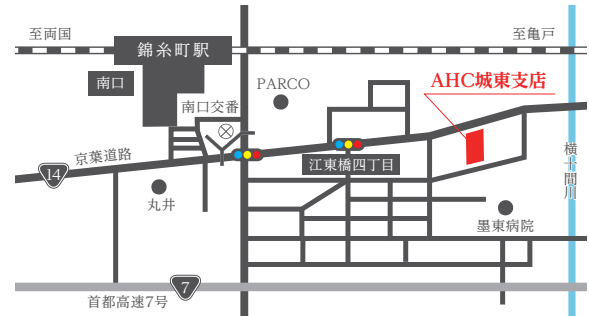 至両国
錦糸町駅
至亀戸
南口
PARCO
AHC城東支店
南口交番
京葉道路
14
江東橋四丁目
横十間川
丸井
墨東病院
7
首都高速7号